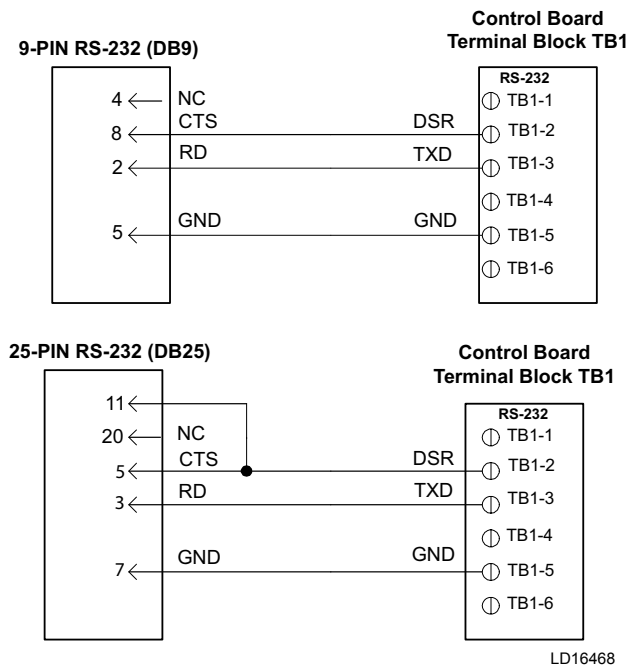 Control Board
9-PIN RS-232 (DB9) Terminal Block TB1
RS-232
4 NC TB1-1
8 CTS DSR TB1-2
2 RD TXD TB1-3
TB1-4
5 GND GND TB1-5
TB1-6
25-PIN RS-232 (DB25) Control Board
Terminal Block TB1
11 RS-232
20 NC TB1-1
5 CTS DSR TB1-2
3 RD TXD TB1-3
TB1-4
7 GND GND TB1-5
TB1-6
LD16468